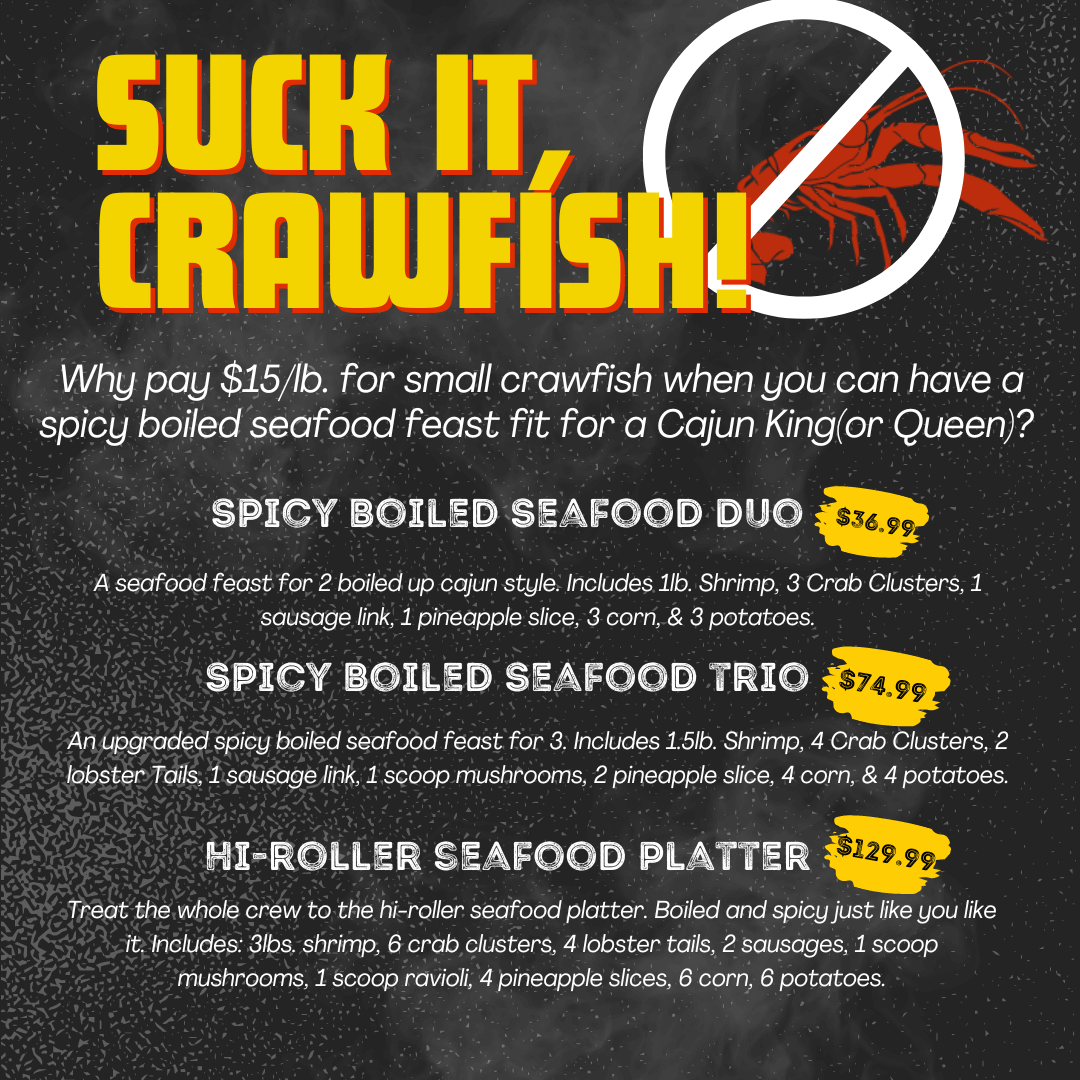 SUCK IT,
CRAWFISH!
Why pay $15/lb. for small crawfish when you can have a
spicy boiled seafood feast fit for a Cajun King(or Queen)?
SPICY BOILED SEAFOOD DUO $36.99
A seafood feast for 2 boiled up cajun style. Includes 1lb. Shrimp, 3 Crab Clusters, 1
sausage link, 1 pineapple slice, 3 corn, & 3 potatoes.
SPICY BOILED SEAFOOD TRIO $74.99
An upgraded spicy boiled seafood feast for 3. Includes 1.5lb. Shrimp, 4 Crab Clusters, 2
lobster Tails, 1 sausage link, 1 scoop mushrooms, 2 pineapple slice, 4 corn, & 4 potatoes.
HI-ROLLER SEAFOOD PLATTER $129.99
Treat the whole crew to the hi-roller seafood platter. Boiled and spicy just like you like
it. Includes: 3lbs. shrimp, 6 crab clusters, 4 lobster tails, 2 sausages, 1 scoop
mushrooms, 1 scoop ravioli, 4 pineapple slices, 6 corn, 6 potatoes.